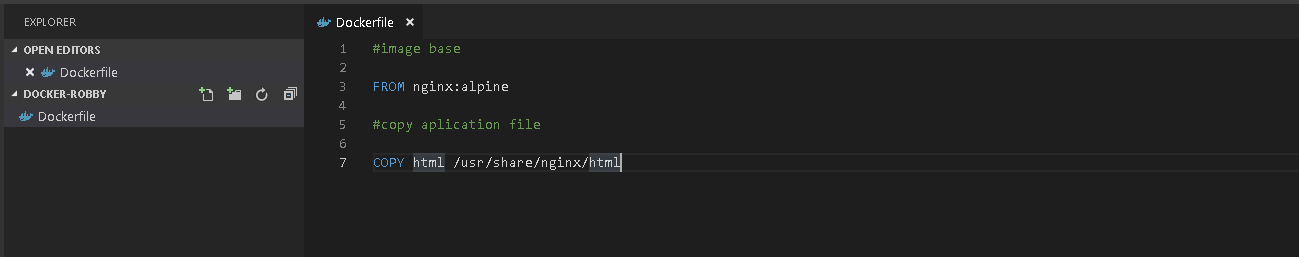 EXPLORER
OPEN EDITORS
Dockerfile
DOCKER-ROBBY
Dockerfile
Dockerfile
1 #image base
2
3 FROM nginx:alpine
4
5 #copy aplication file
6
7 COPY html /usr/share/nginx/html